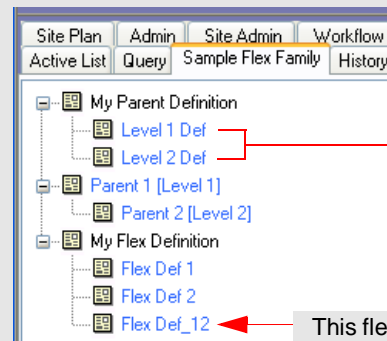 Site Plan Admin Site Admin Workflow
Active List Query Sample Flex Family History
My Parent Definition
Level 1 Def
Level 2 Def
Parent 1 [Level 1]
Parent 2 [Level 2]
My Flex Definition
Flex Def 1
Flex Def 2
Flex Def_12 This fle